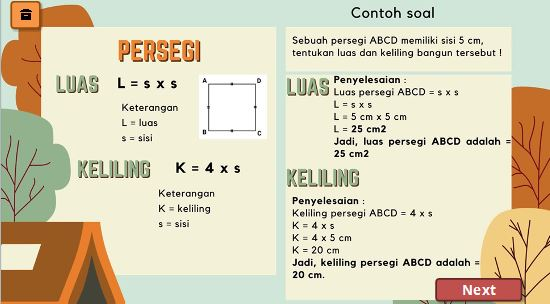 PERSEGI
LUAS
L = s x s
Keterangan
L = luas
s = sisi
A
D
B
C
KELILING
K = 4 x s
Keterangan
K = keliling
s = sisi
Contoh soal
Sebuah persegi ABCD memiliki sisi 5 cm,
tentukan luas dan keliling bangun tersebut !
LUAS
Penyelesaian :
Luas persegi ABCD = s x s
L = s x s
L = 5 cm x 5 cm
L = 25 cm2
Jadi, luas persegi ABCD adalah =
25 cm2
KELILING
Penyelesaian :
Keliling persegi ABCD = 4 x s
K = 4 x s
K = 4 x 5 cm
K = 20 cm
Jadi, keliling persegi ABCD adalah =
20 cm.
Next